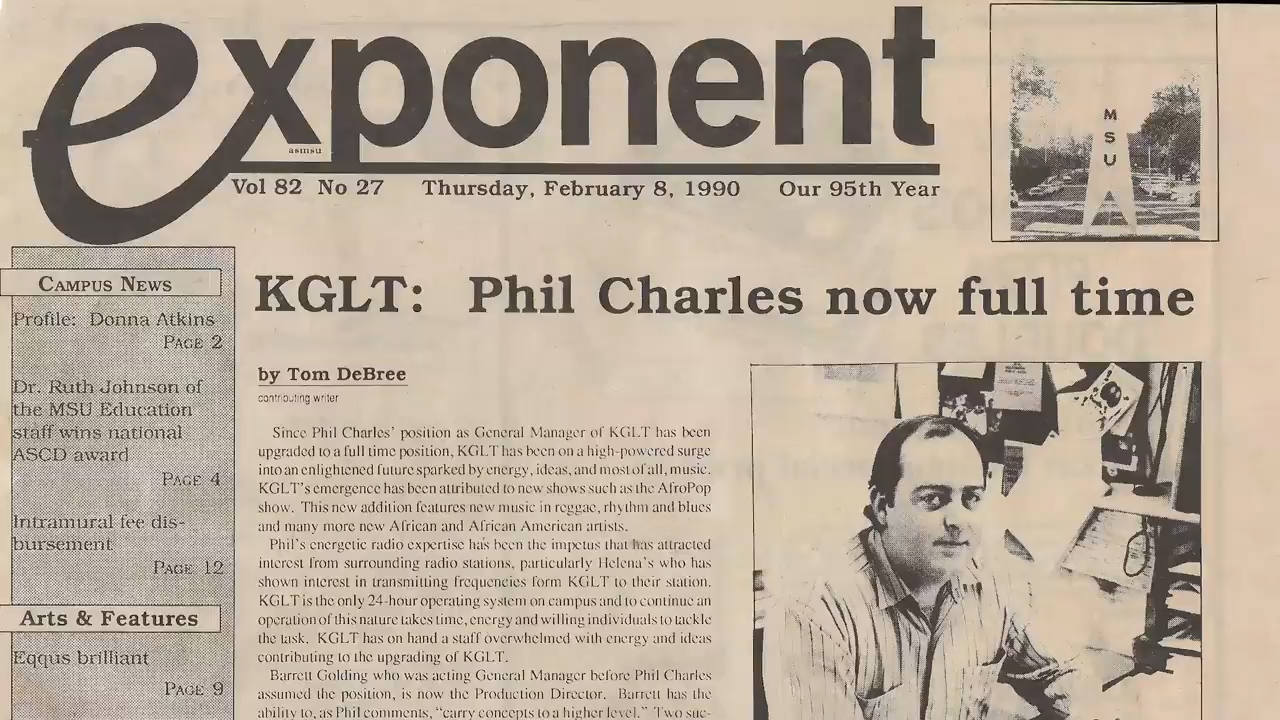 exponent
asmsu
Vol 82 No 27 Thursday, February 8, 1990 Our 95th Year
M
S
U
CAMPUS NEWS
Profile: Donna Atkins
PAGE 2
Dr. Ruth Johnson of
the MSU Education
staff wins national
ASCD award
PAGE 4
Intramural fee dis-
bursement
PAGE 12
Arts & Features
Eqqus brilliant
PAGE 9
KGLT: Phil Charles now full time
by Tom DeBree
contributing writer
Since Phil Charles' position as General Manager of KGLT has been
upgraded to a full time position, KGLT has been on a high-powered surge
into an enlightened future sparked by energy, ideas, and most of all, music.
KGLT's emergence has been attributed to new shows such as the AfroPop
show. This new addition features new music in reggae, rhythm and blues
and many more new African and African American artists.
Phil's energetic radio expertise has been the impetus that has attracted
interest from surrounding radio stations, particularly Helena's who has
shown interest in transmitting frequencies form KGLT to their station.
KGLT is the only 24-hour operating system on campus and to continue an
operation of this nature takes time, energy and willing individuals to tackle
the task. KGLT has on hand a staff overwhelmed with energy and ideas
contributing to the upgrading of KGLT.
Barrett Golding who was acting General Manager before Phil Charles
assumed the position, is now the Production Director. Barrett has the
ability to, as Phil comments, "carry concepts to a higher level." Two suc-